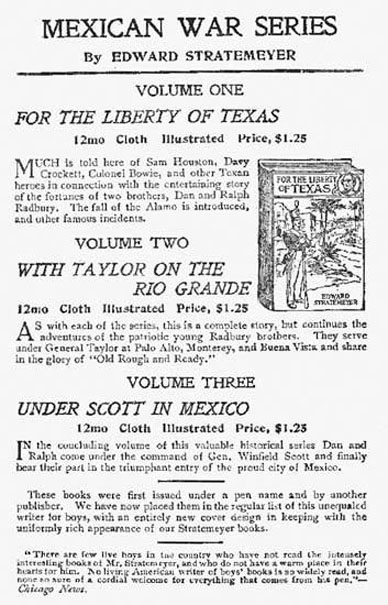 MEXICAN WAR SERIES
By EDWARD STRATEMEYER
VOLUME ONE
FOR THE LIBERTY OF TEXAS
12mo Cloth Illustrated Price, $1.25
MUCH is told here of Sam Houston, Davy
Crockett, Colonel Bowie, and other Texan
heroes in connection with the entertaining story
of the fortunes of two brothers, Dan and Ralph
Radbury. The fall of the Alamo is introduced,
and other famous incidents.
FOR THE LIBERTY
OF TEXAS
EDWARD
STRATEMEYER
VOLUME TWO
WITH TAYLOR ON THE
RIO GRANDE
12mo Cloth Illustrated Price, $1.25
AS with each of the series, this is a complete story, but continues the
adventures of the patriotic young Radbury brothers. They serve
under General Taylor at Palo Alto, Monterey, and Buena Vista and share
in the glory of "Old Rough and Ready."
VOLUME THREE
UNDER SCOTT IN MEXICO
12mo Cloth Illustrated Price, $1.25
IN the concluding volume of this valuable historical series Dan and
Ralph come under the command of Gen. Winfield Scott and finally
bear their part in the triumphant entry of the proud city of Mexico.
These books were first issued under a pen name and by another
publisher. We have now placed them in the regular list of this unequaled
writer for boys, with an entirely new cover design in keeping with the
uniformly rich appearance of our Stratemeyer books.
"There are few live boys in the country who have not read the intensely
interesting books of Mr. Stratemeyer, and who do not have a warm place in their
hearts for him. No living American writer of boys' books is so widely read, and
none so sure of a cordial welcome for everything that comes from his pen."—
Chicago News.